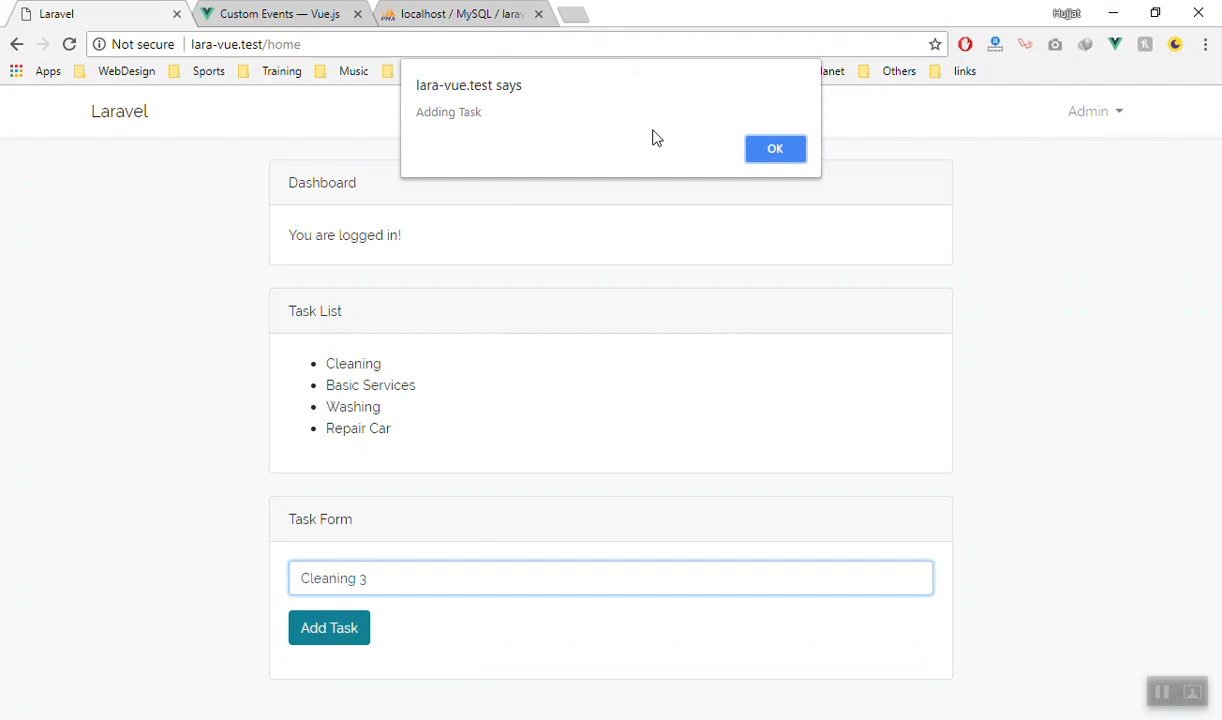 Laravel
Custom Events — Vue.js
localhost / MySQL / larav
Hujjat
Not secure
lara-vue.test/home
Apps
WebDesign
Sports
Training
Music
lanet
Others
links
lara-vue.test says
Adding Task
OK
Laravel
Admin
Dashboard
You are logged in!
Task List
Cleaning
Basic Services
Washing
Repair Car
Task Form
Cleaning 3
Add Task